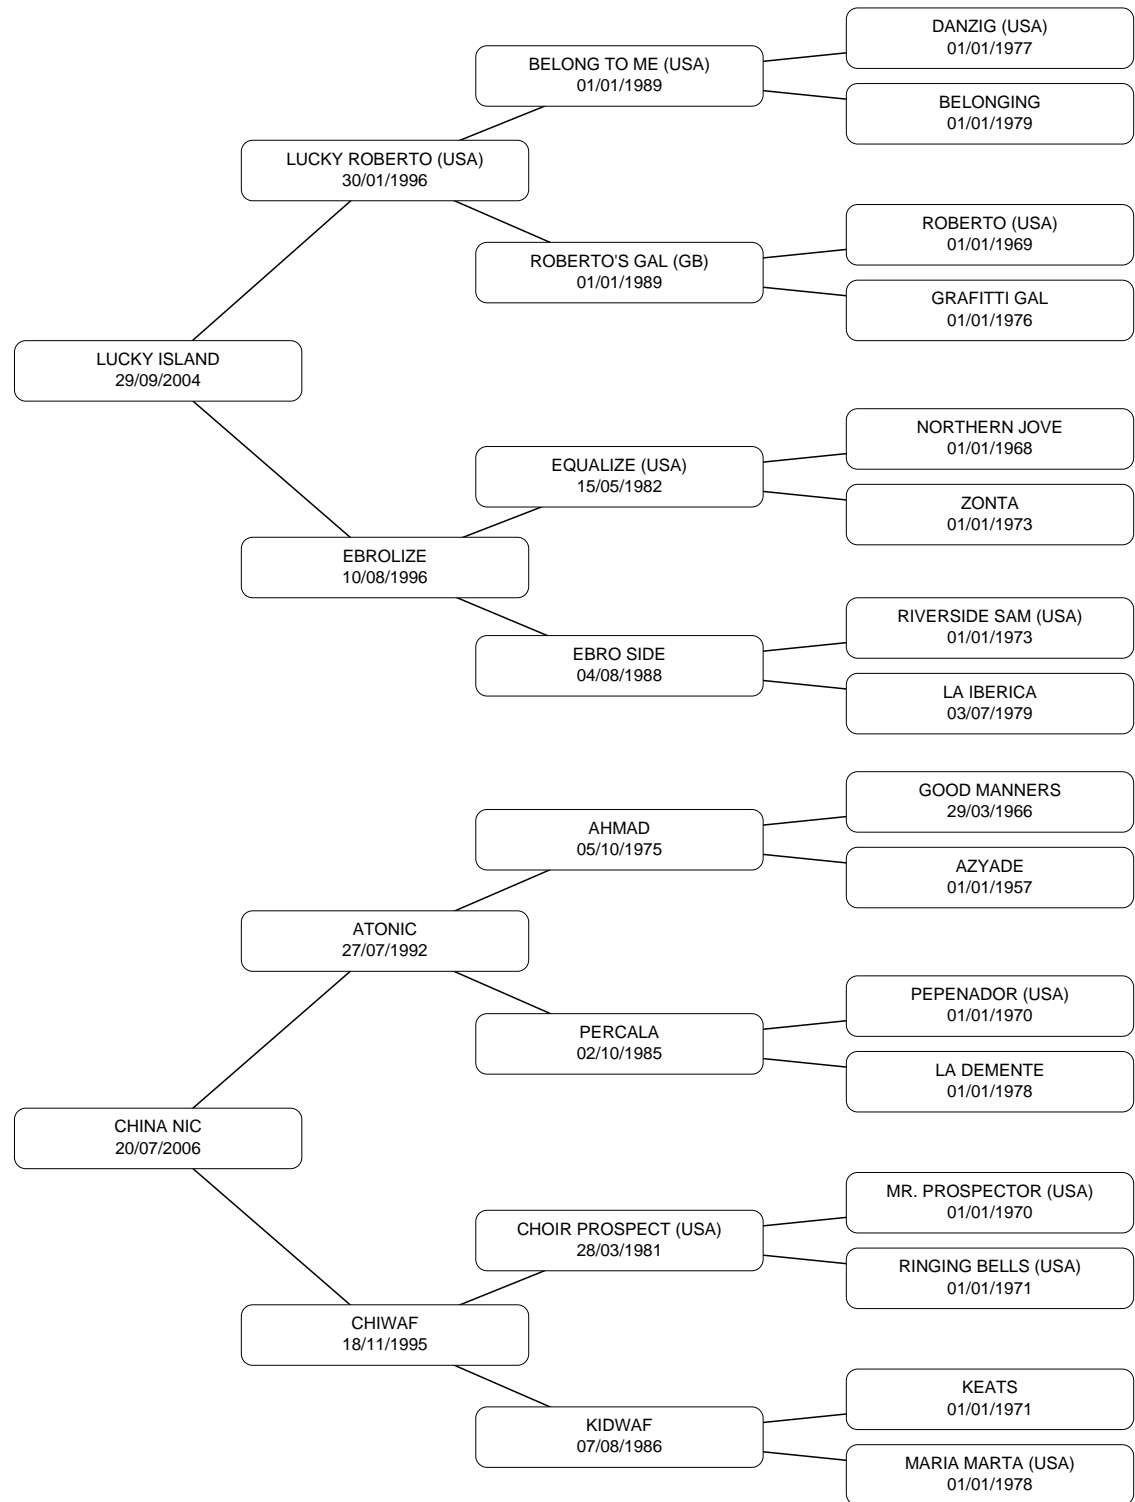 DANZIG (USA)
01/01/1977
BELONG TO ME (USA)
01/01/1989
BELONGING
01/01/1979
LUCKY ROBERTO (USA)
30/01/1996
ROBERTO (USA)
01/01/1969
ROBERTO'S GAL (GB)
01/01/1989
GRAFITTI GAL
01/01/1976
LUCKY ISLAND
29/09/2004
NORTHERN JOVE
01/01/1968
EQUALIZE (USA)
15/05/1982
ZONTA
01/01/1973
EBROLIZE
10/08/1996
RIVERSIDE SAM (USA)
01/01/1973
EBRO SIDE
04/08/1988
LA IBERICA
03/07/1979
GOOD MANNERS
29/03/1966
AHMAD
05/10/1975
AZYADE
01/01/1957
ATONIC
27/07/1992
PEPENADOR (USA)
01/01/1970
PERCALA
02/10/1985
LA DEMENTE
01/01/1978
CHINA NIC
20/07/2006
MR. PROSPECTOR (USA)
01/01/1970
CHOIR PROSPECT (USA)
28/03/1981
RINGING BELLS (USA)
01/01/1971
CHIWAF
18/11/1995
KEATS
01/01/1971
KIDWAF
07/08/1986
MARIA MARTA (USA)
01/01/1978